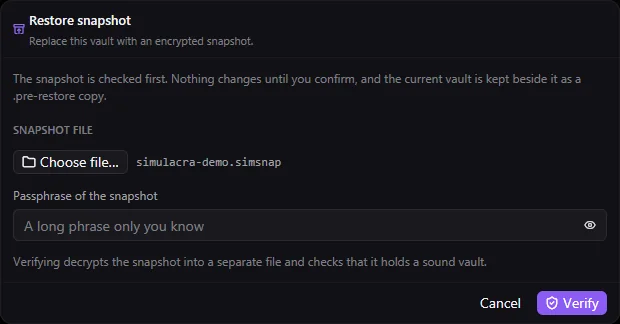 Restore snapshot
Replace this vault with an encrypted snapshot.
The snapshot is checked first. Nothing changes until you confirm, and the current vault is kept beside it as a
.pre-restore copy.
SNAPSHOT FILE
Choose file... simulacra-demo.simsnap
Passphrase of the snapshot
A long phrase only you know
Verifying decrypts the snapshot into a separate file and checks that it holds a sound vault.
Cancel Verify